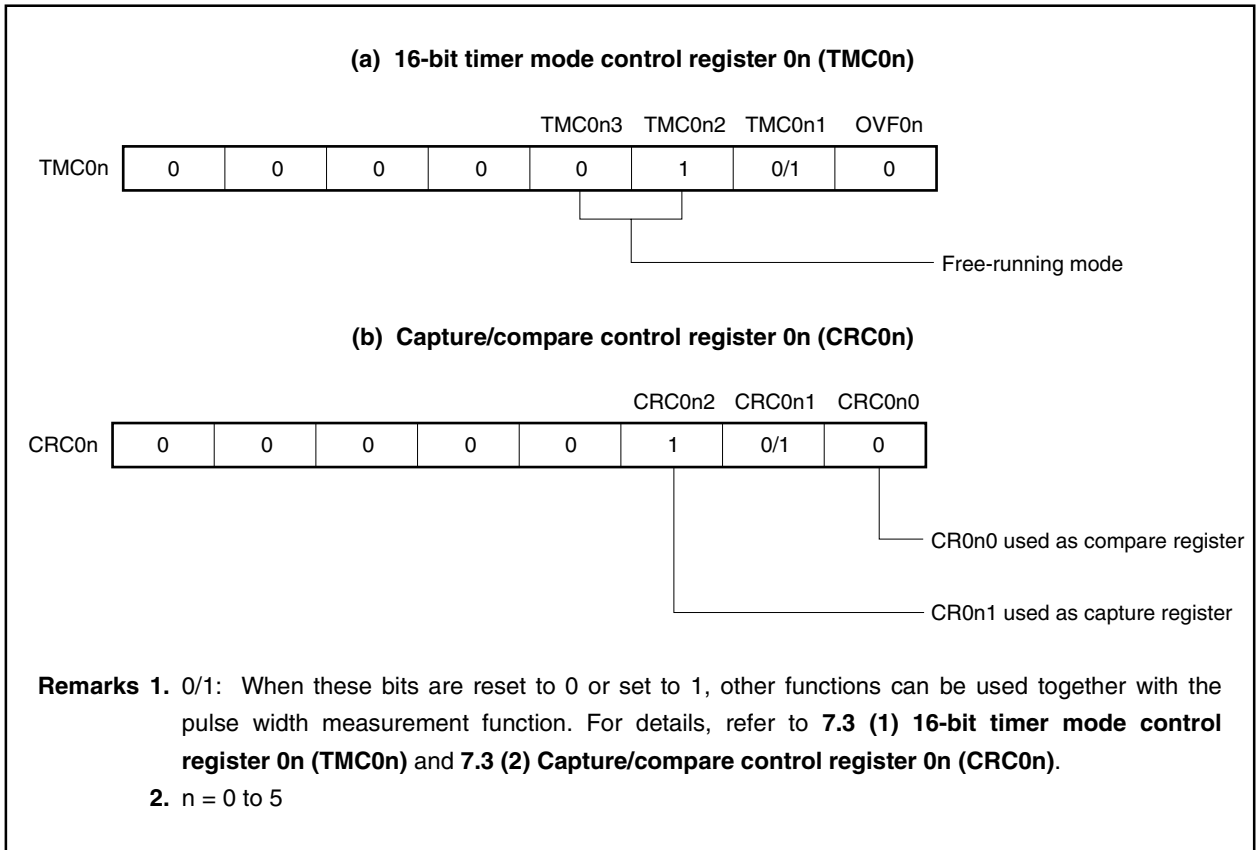 (a) 16-bit timer mode control register 0n (TMC0n)
TMC0n3 TMC0n2 TMC0n1 OVF0n
TMC0n 0 0 0 0 0 1 0/1 0
Free-running mode
(b) Capture/compare control register 0n (CRC0n)
CRC0n2 CRC0n1 CRC0n0
CRC0n 0 0 0 0 0 1 0/1 0
CR0n0 used as compare register
CR0n1 used as capture register
Remarks 1. 0/1: When these bits are reset to 0 or set to 1, other functions can be used together with the
pulse width measurement function. For details, refer to 7.3 (1) 16-bit timer mode control
register 0n (TMC0n) and 7.3 (2) Capture/compare control register 0n (CRC0n).
2. n = 0 to 5